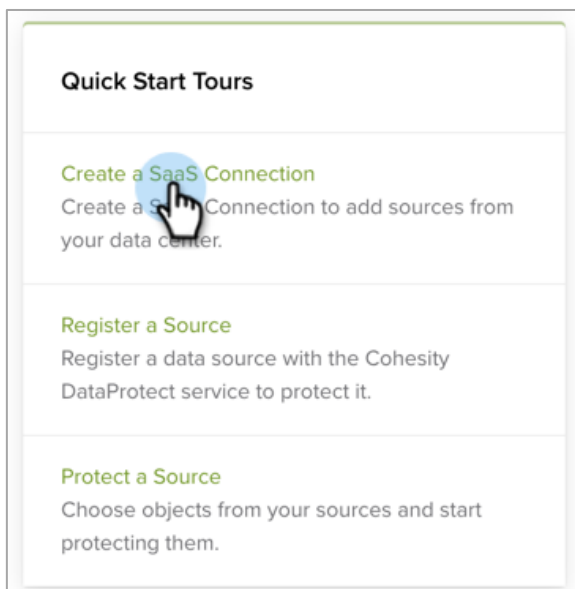 Quick Start Tours
Create a SaaS Connection
Create a S Connection to add sources from
your data center.
Register a Source
Register a data source with the Cohesity
DataProtect service to protect it.
Protect a Source
Choose objects from your sources and start
protecting them.